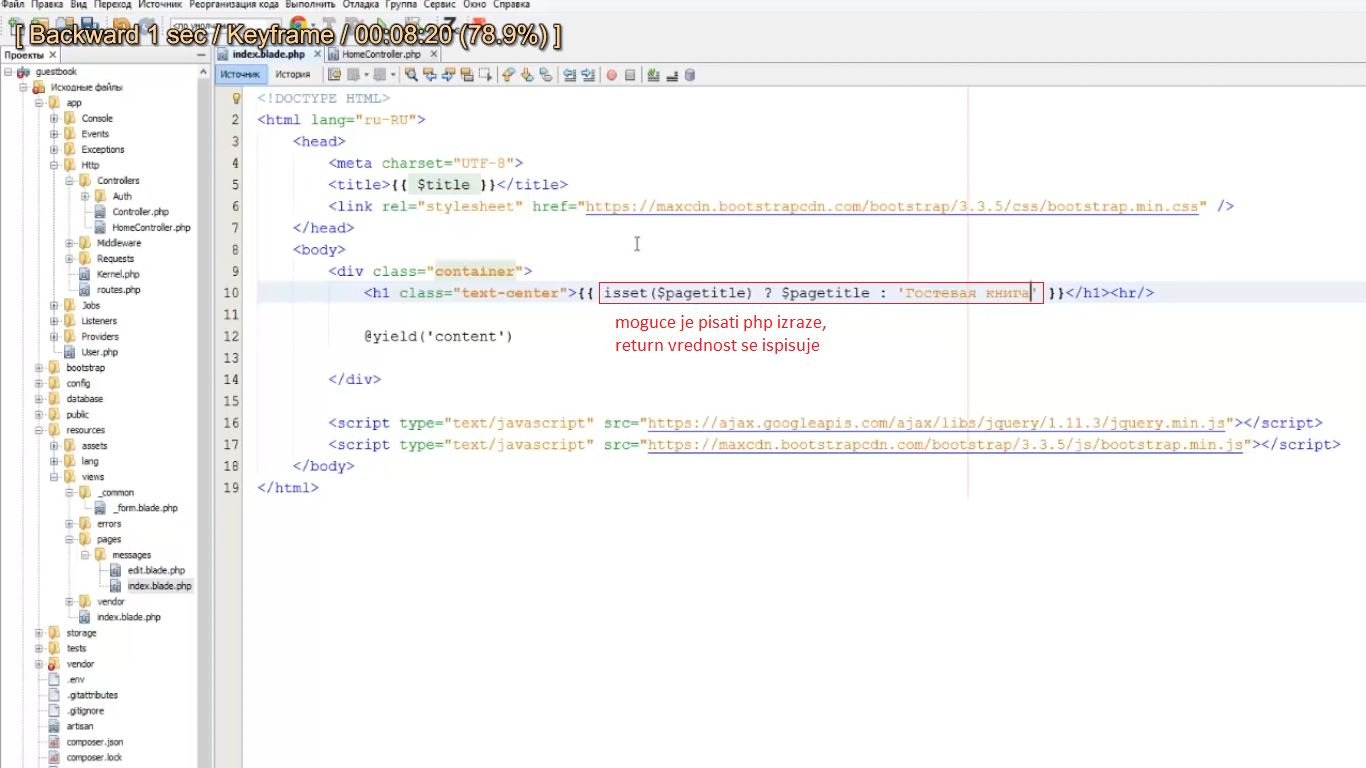 Файл Правка Вид Переход Источник Реорганизация кода Выполнить Отладка Группа Сервис Окно Справка
[ Backward 1 sec / Keyframe / 00:08:20 (78.9%) ]
Проекты
index.blade.php HomeController.php
Источник История
guestbook
Исходные файлы
app
Console
Events
Exceptions
Http
Controllers
Auth
Controller.php
HomeController.php
Middleware
Requests
Kernel.php
routes.php
Jobs
Listeners
Providers
User.php
bootstrap
config
database
public
resources
assets
lang
views
_common
_form.blade.php
errors
pages
messages
edit.blade.php
index.blade.php
vendor
index.blade.php
storage
tests
vendor
.env
.gitattributes
.gitignore
artisan
composer.json
composer.lock
<!DOCTYPE HTML>
2 <html lang="ru-RU">
3 <head>
4 <meta charset="UTF-8">
5 <title>{{ $title }}</title>
6 <link rel="stylesheet" href="https://maxcdn.bootstrapcdn.com/bootstrap/3.3.5/css/bootstrap.min.css" />
7 </head>
8 <body>
9 <div class="container">
10 <h1 class="text-center">{{ isset($pagetitle) ? $pagetitle : 'Гостевая книга' }}</h1><hr/>
11
moguce je pisati php izraze,
12 @yield('content')
return vrednost se ispisuje
13
14 </div>
15
16 <script type="text/javascript" src="https://ajax.googleapis.com/ajax/libs/jquery/1.11.3/jquery.min.js"></script>
17 <script type="text/javascript" src="https://maxcdn.bootstrapcdn.com/bootstrap/3.3.5/js/bootstrap.min.js"></script>
18 </body>
19 </html>